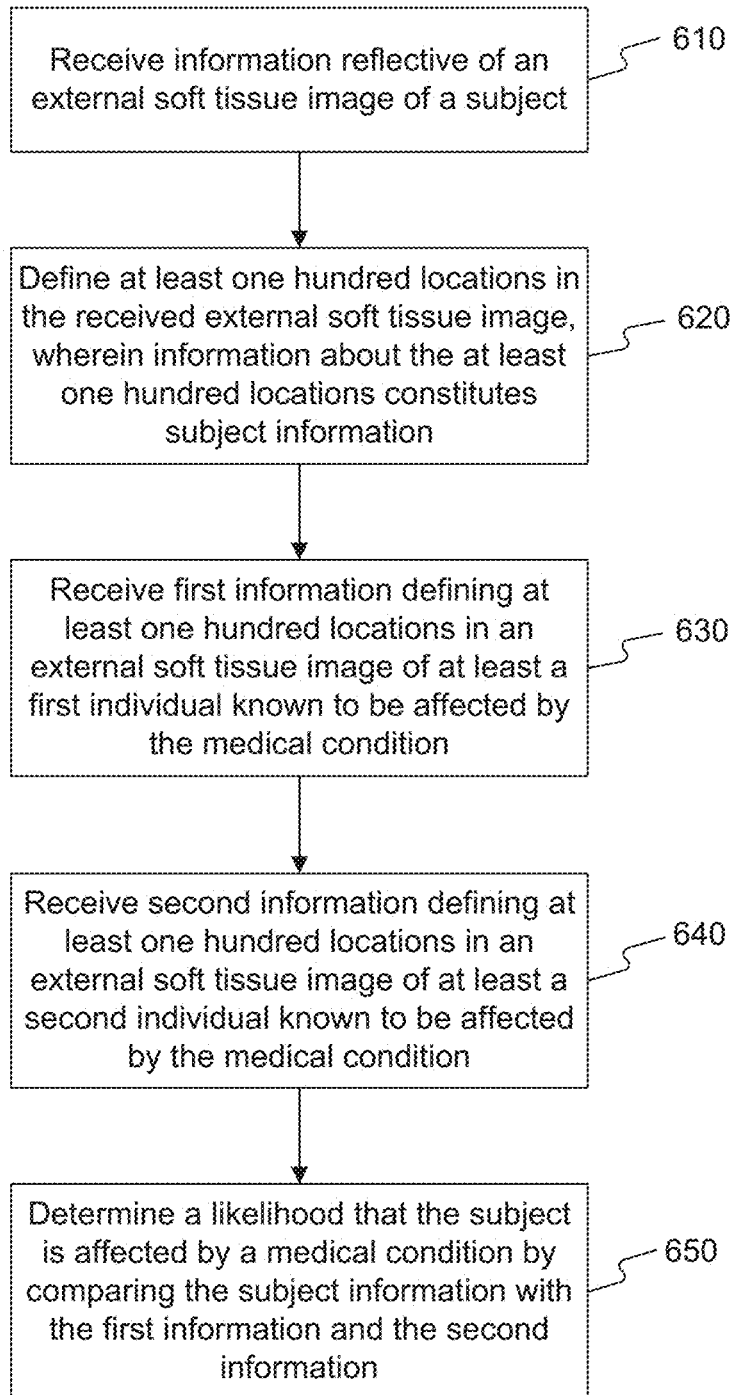 Receive information reflective of an
external soft tissue image of a subject
610
Define at least one hundred locations in
the received external soft tissue image,
wherein information about the at least
one hundred locations constitutes
subject information
620
Receive first information defining at
least one hundred locations in an
external soft tissue image of at least a
first individual known to be affected by
the medical condition
630
Receive second information defining at
least one hundred locations in an
external soft tissue image of at least a
second individual known to be affected
by the medical condition
640
Determine a likelihood that the subject
is affected by a medical condition by
comparing the subject information with
the first information and the second
information
650